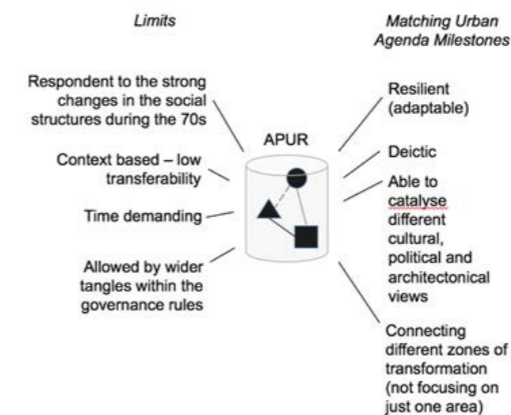 Limits
Matching Urban
Agenda Milestones
Respondent to the strong
changes in the social
structures during the 70s
Context based – low
transferability
Time demanding
Allowed by wider
tangles within the
governance rules
APUR
Resilient
(adaptable)
Deictic
Able to
catalyse
different
cultural,
political and
architectonical
views
Connecting
different zones of
transformation
(not focusing on
just one area)